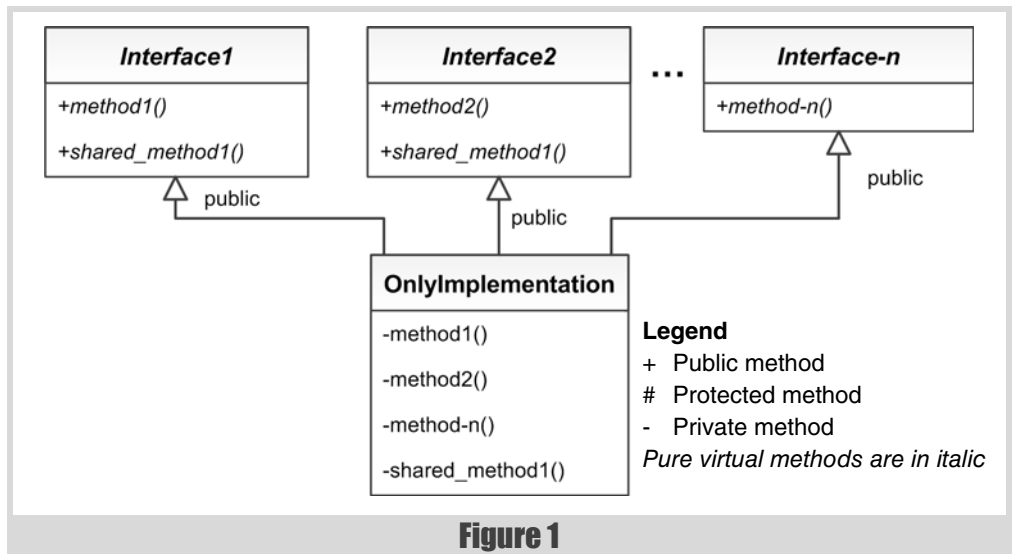 Interface1
+method1()
+shared_method1()
Interface2
+method2()
+shared_method1()
...
Interface-n
+method-n()
public
public
public
OnlyImplementation
-method1()
-method2()
-method-n()
-shared_method1()
Legend
+ Public method
# Protected method
- Private method
Pure virtual methods are in italic
Figure 1